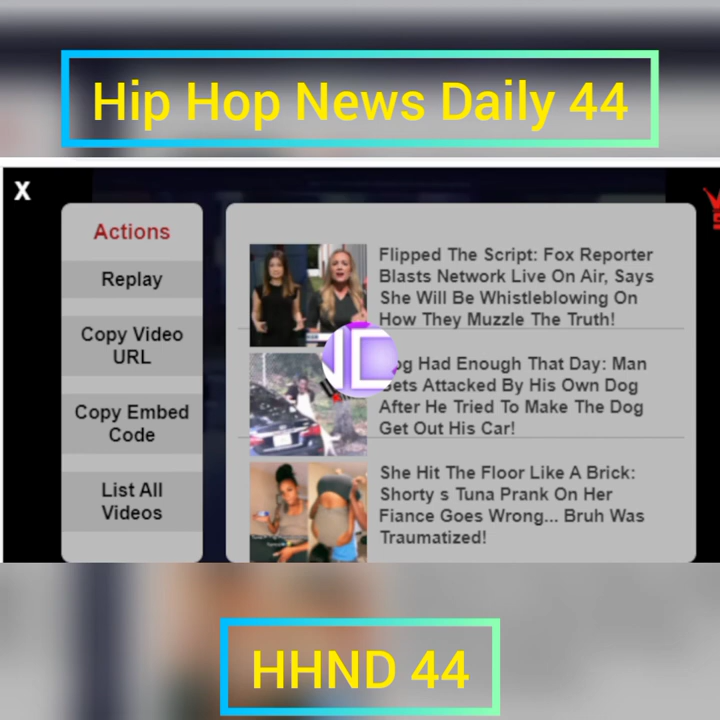 Hip Hop News Daily 44
X
Actions
Replay
Copy Video
URL
Copy Embed
Code
List All
Videos
Flipped The Script: Fox Reporter
Blasts Network Live On Air, Says
She Will Be Whistleblowing On
How They Muzzle The Truth!
og Had Enough That Day: Man
ets Attacked By His Own Dog
After He Tried To Make The Dog
Get Out His Car!
She Hit The Floor Like A Brick:
Shorty s Tuna Prank On Her
Fiance Goes Wrong... Bruh Was
Traumatized!
HHND 44